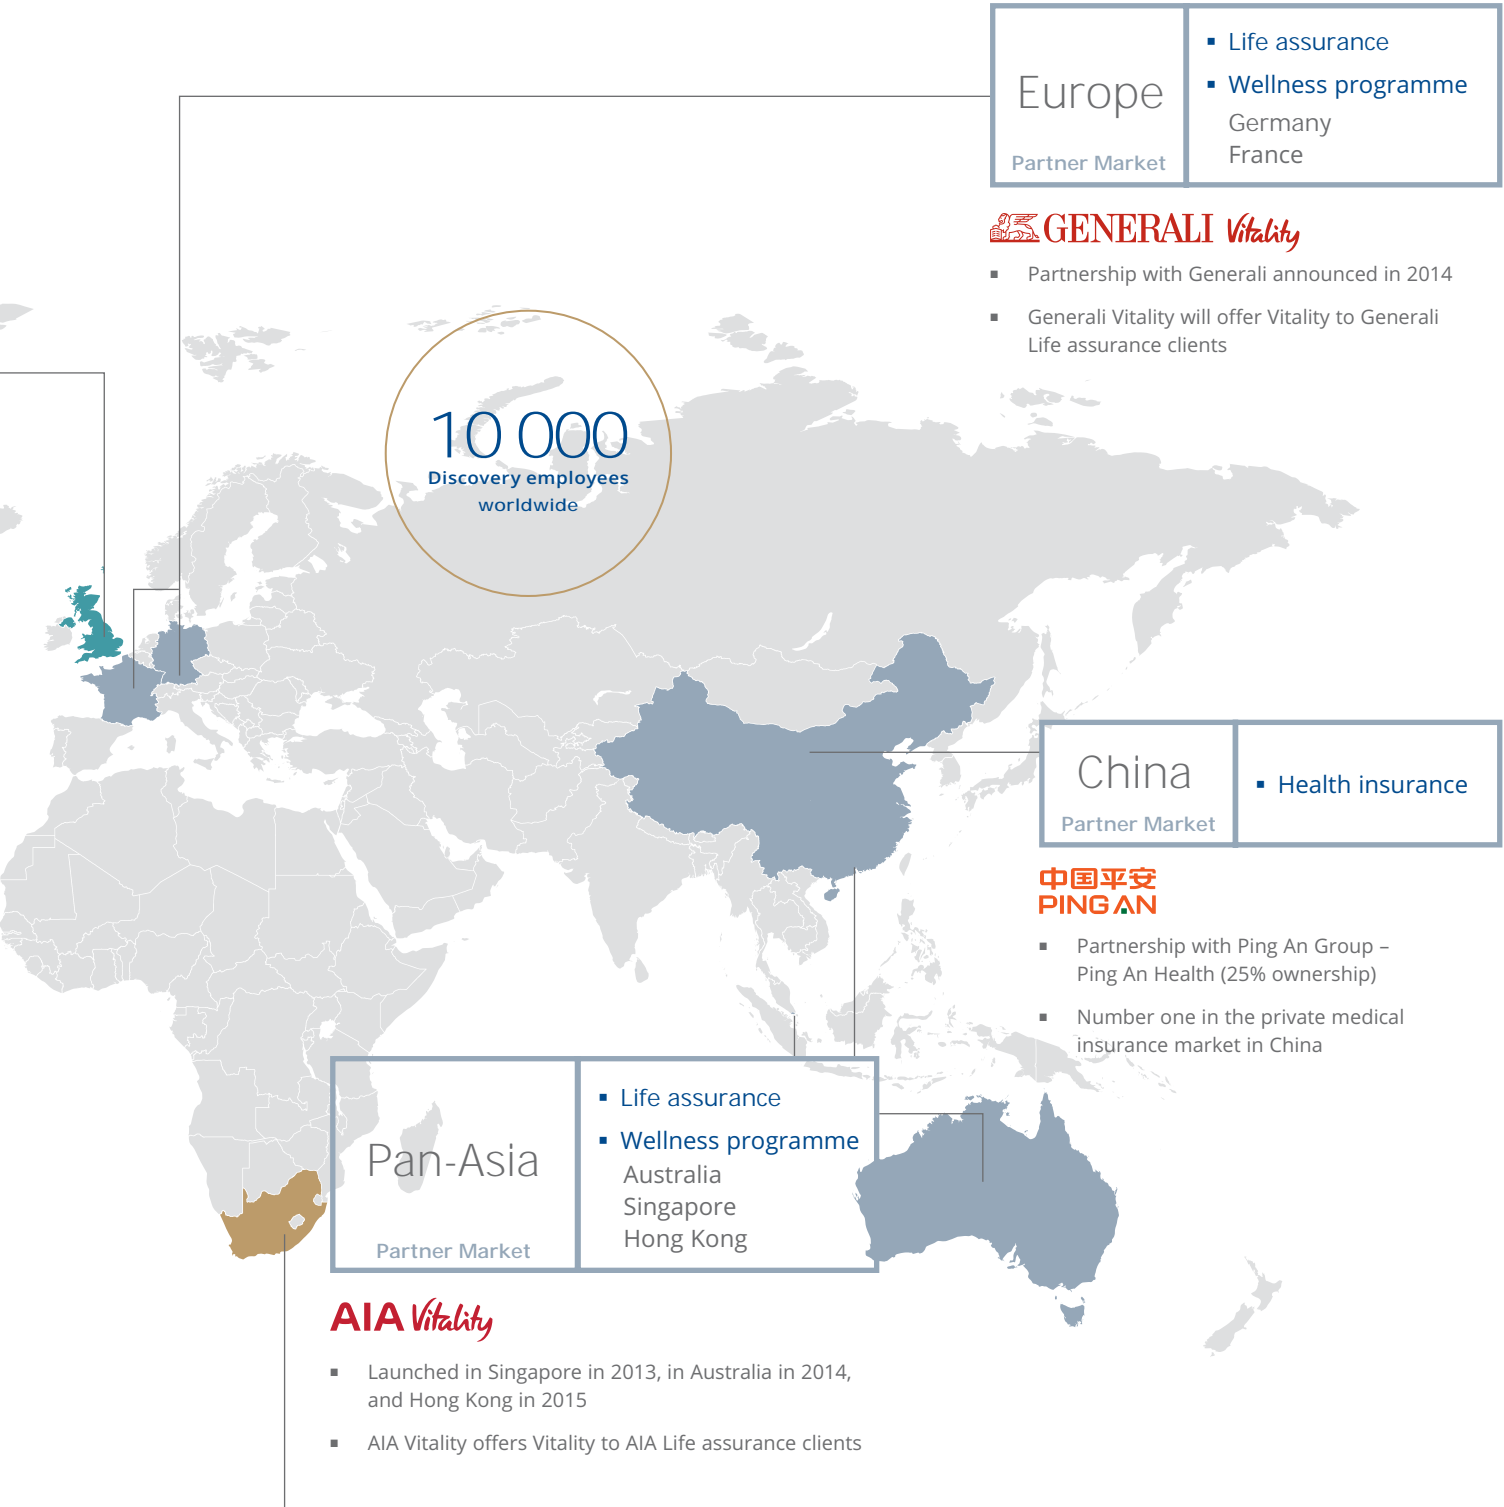 Europe
Partner Market
▪ Life assurance
▪ Wellness programme
Germany
France
GENERALI Vitality
▪ Partnership with Generali announced in 2014
▪ Generali Vitality will offer Vitality to Generali
Life assurance clients
10 000
Discovery employees
worldwide
China
Partner Market
▪ Health insurance
中国平安
PING AN
▪ Partnership with Ping An Group –
Ping An Health (25% ownership)
▪ Number one in the private medical
insurance market in China
Pan-Asia
Partner Market
▪ Life assurance
▪ Wellness programme
Australia
Singapore
Hong Kong
AIA Vitality
▪ Launched in Singapore in 2013, in Australia in 2014,
and Hong Kong in 2015
▪ AIA Vitality offers Vitality to AIA Life assurance clients